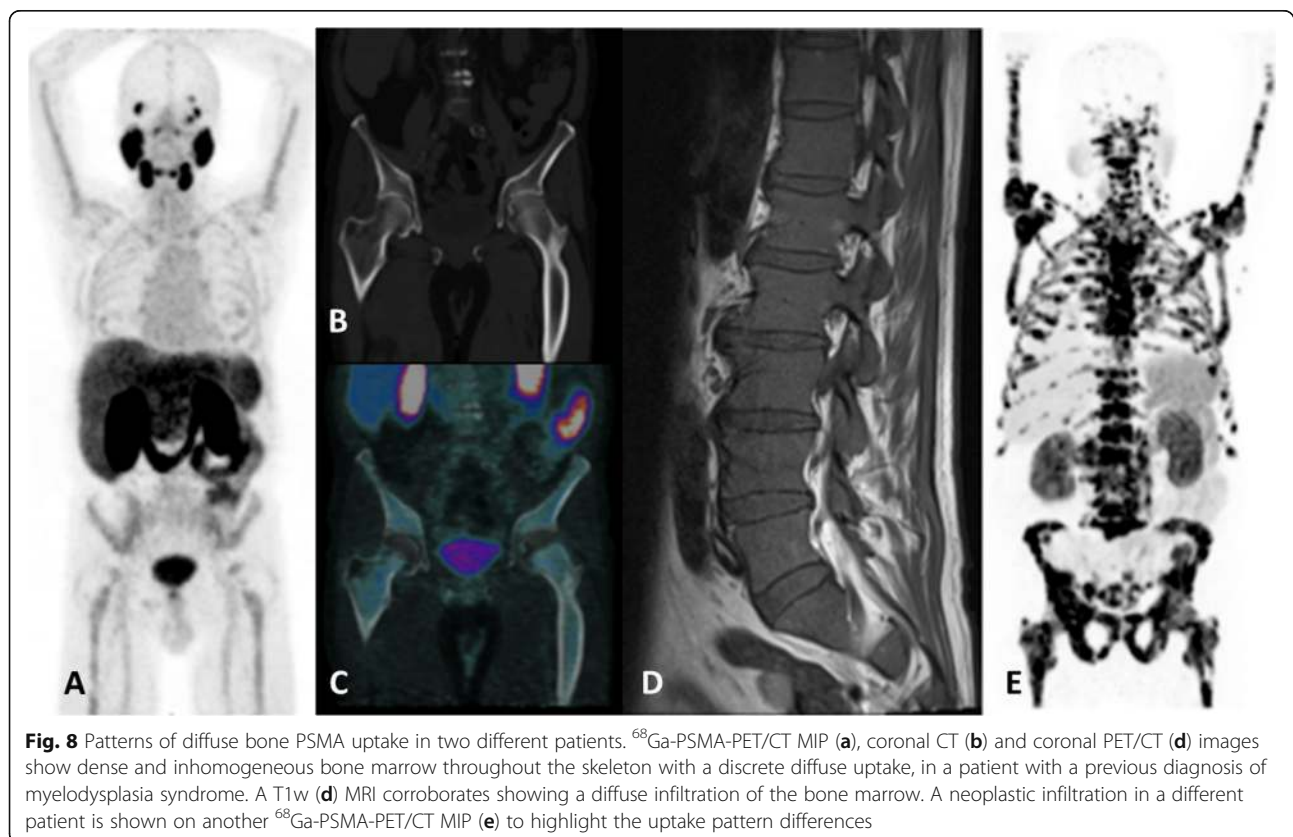 A
B
C
D
E
Fig. 8 Patterns of diffuse bone PSMA uptake in two different patients. ⁶⁸Ga-PSMA-PET/CT MIP (a), coronal CT (b) and coronal PET/CT (d) images
show dense and inhomogeneous bone marrow throughout the skeleton with a discrete diffuse uptake, in a patient with a previous diagnosis of
myelodysplasia syndrome. A T1w (d) MRI corroborates showing a diffuse infiltration of the bone marrow. A neoplastic infiltration in a different
patient is shown on another ⁶⁸Ga-PSMA-PET/CT MIP (e) to highlight the uptake pattern differences